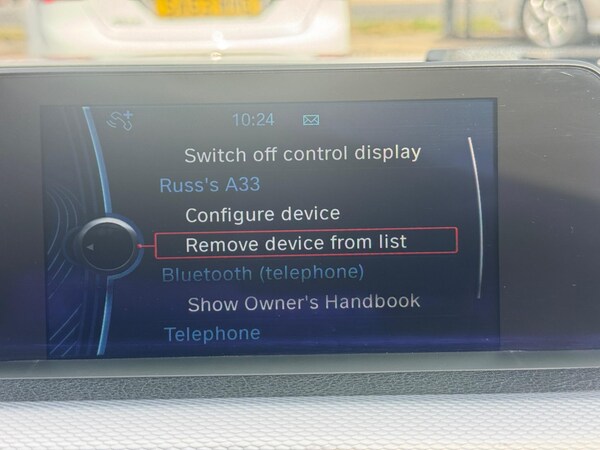 10:24
Switch off control display
Russ's A33
Configure device
Remove device from list
Bluetooth (telephone)
Show Owner's Handbook
Telephone